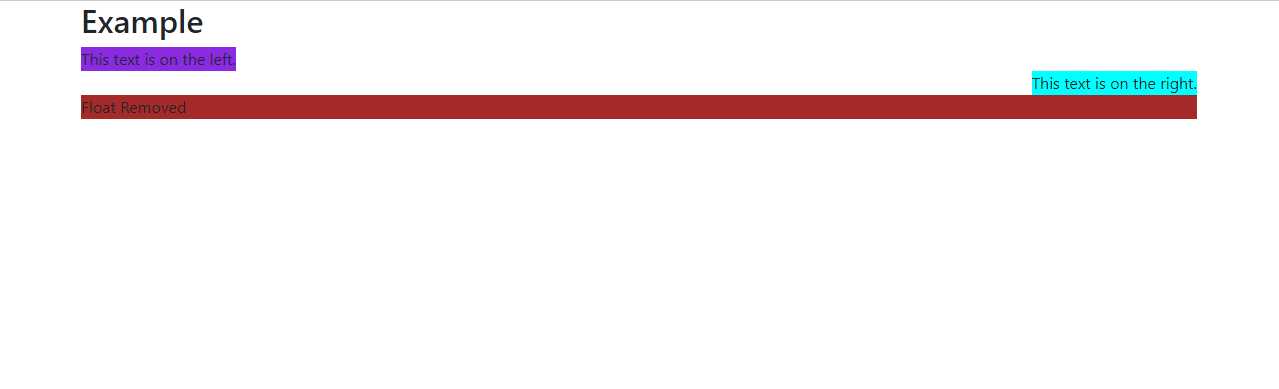 Example
This text is on the left.
This text is on the right.
Float Removed